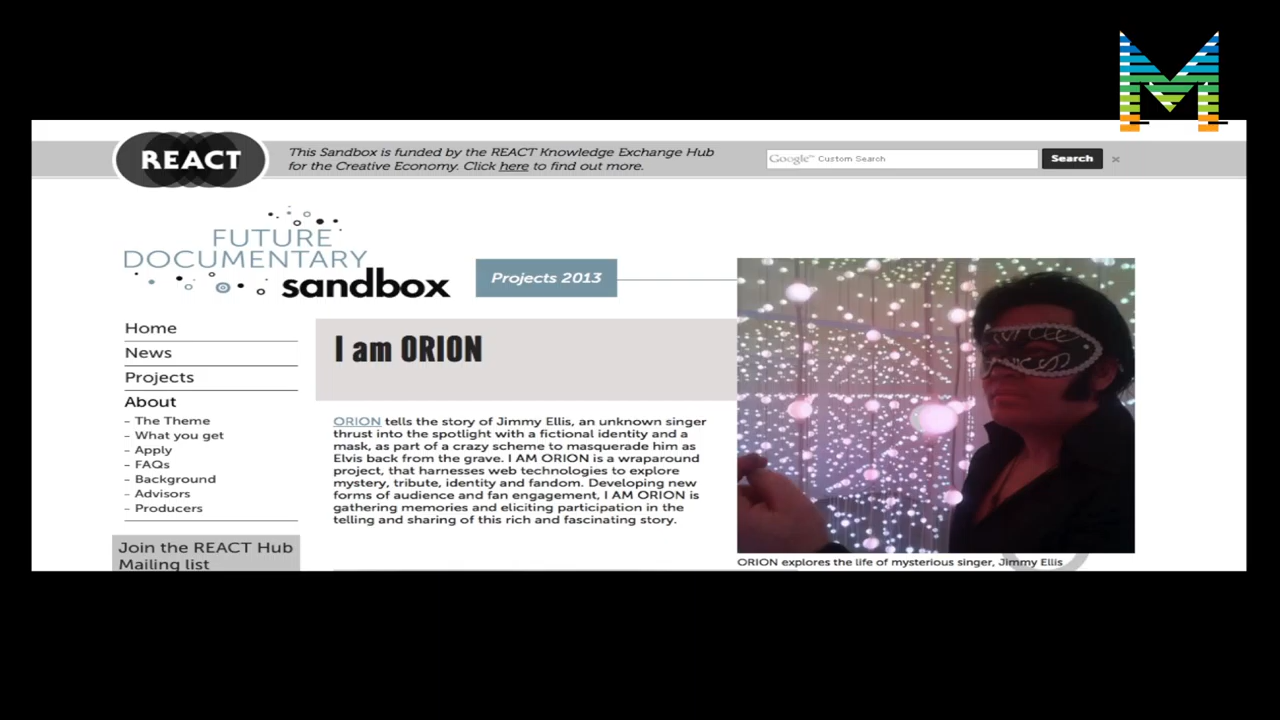 M
REACT
This Sandbox is funded by the REACT Knowledge Exchange Hub
for the Creative Economy. Click here to find out more.
Google™ Custom Search
Search
×
FUTURE
DOCUMENTARY
sandbox
Projects 2013
Home
News
Projects
About
- The Theme
- What you get
- Apply
- FAQs
- Background
- Advisors
- Producers
Join the REACT Hub
Mailing list
I am ORION
ORION tells the story of Jimmy Ellis, an unknown singer
thrust into the spotlight with a fictional identity and a
mask, as part of a crazy scheme to masquerade him as
Elvis back from the grave. I AM ORION is a wraparound
project, that harnesses web technologies to explore
mystery, tribute, identity and fandom. Developing new
forms of audience and fan engagement, I AM ORION is
gathering memories and eliciting participation in the
telling and sharing of this rich and fascinating story.
ORION explores the life of mysterious singer, Jimmy Ellis